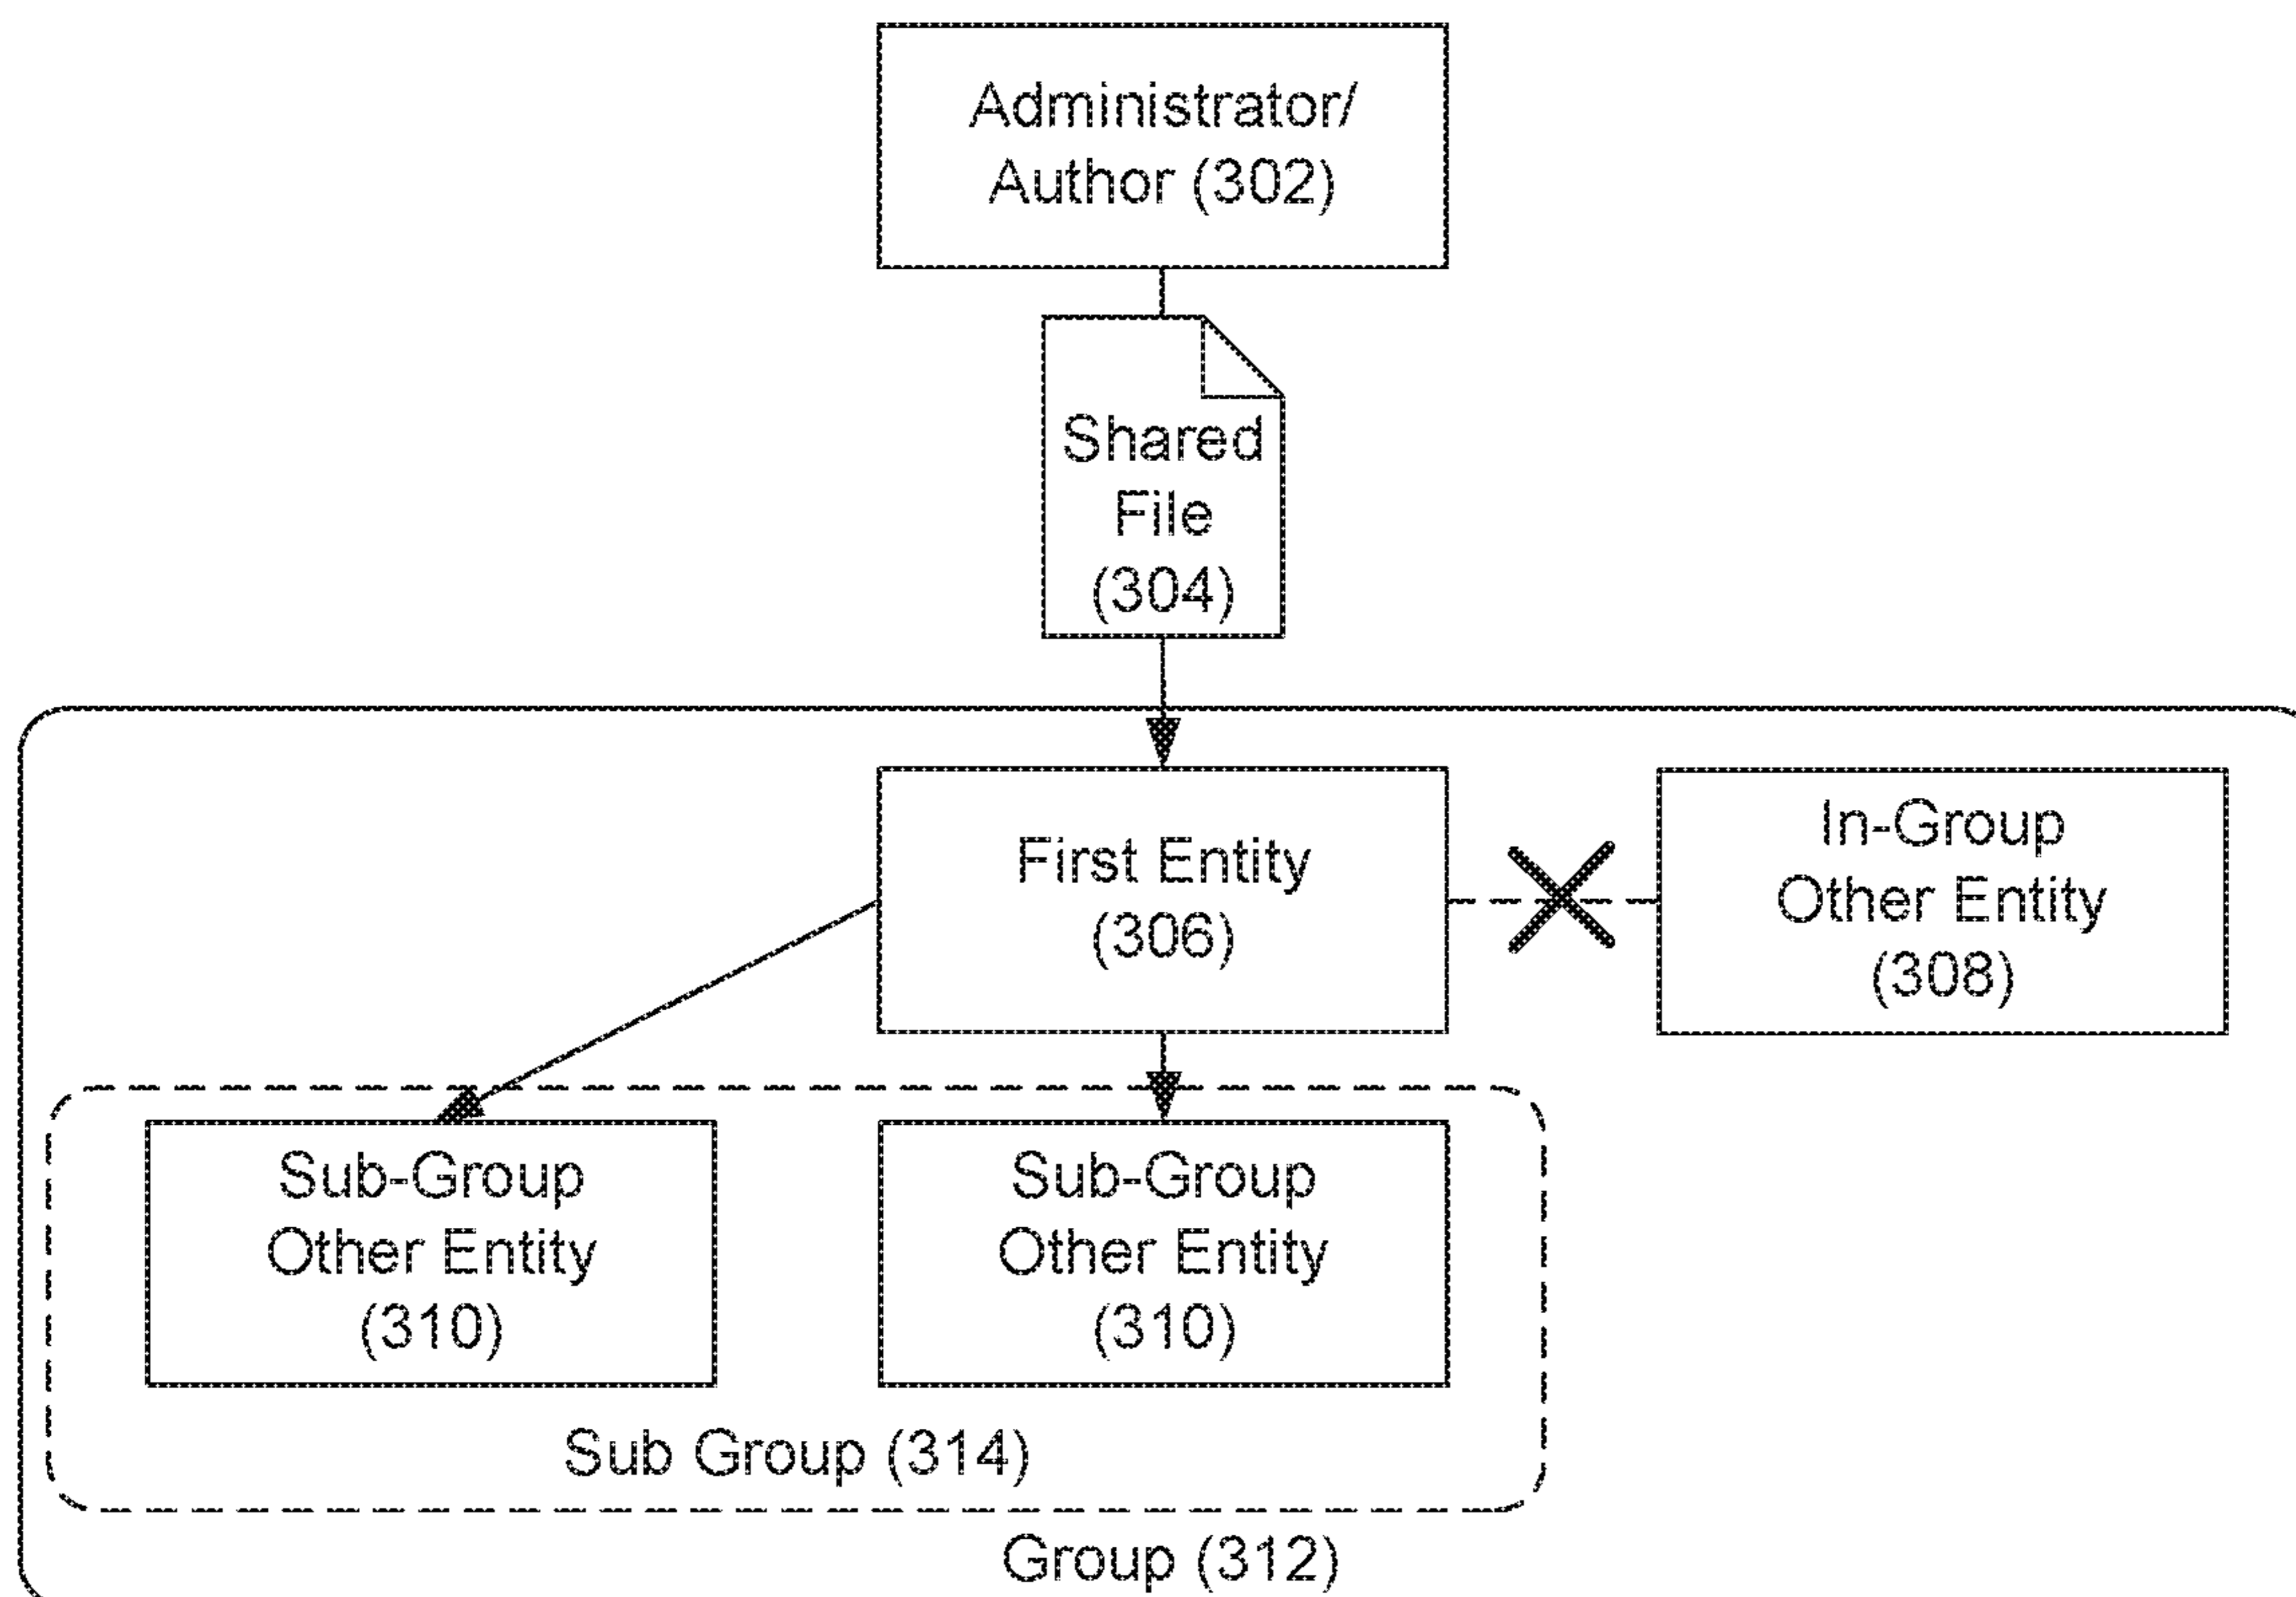 Administrator/
Author (302)
Shared
File
(304)
First Entity
(306)
In-Group
Other Entity
(308)
Sub-Group
Other Entity
(310)
Sub-Group
Other Entity
(310)
Sub Group (314)
Group (312)